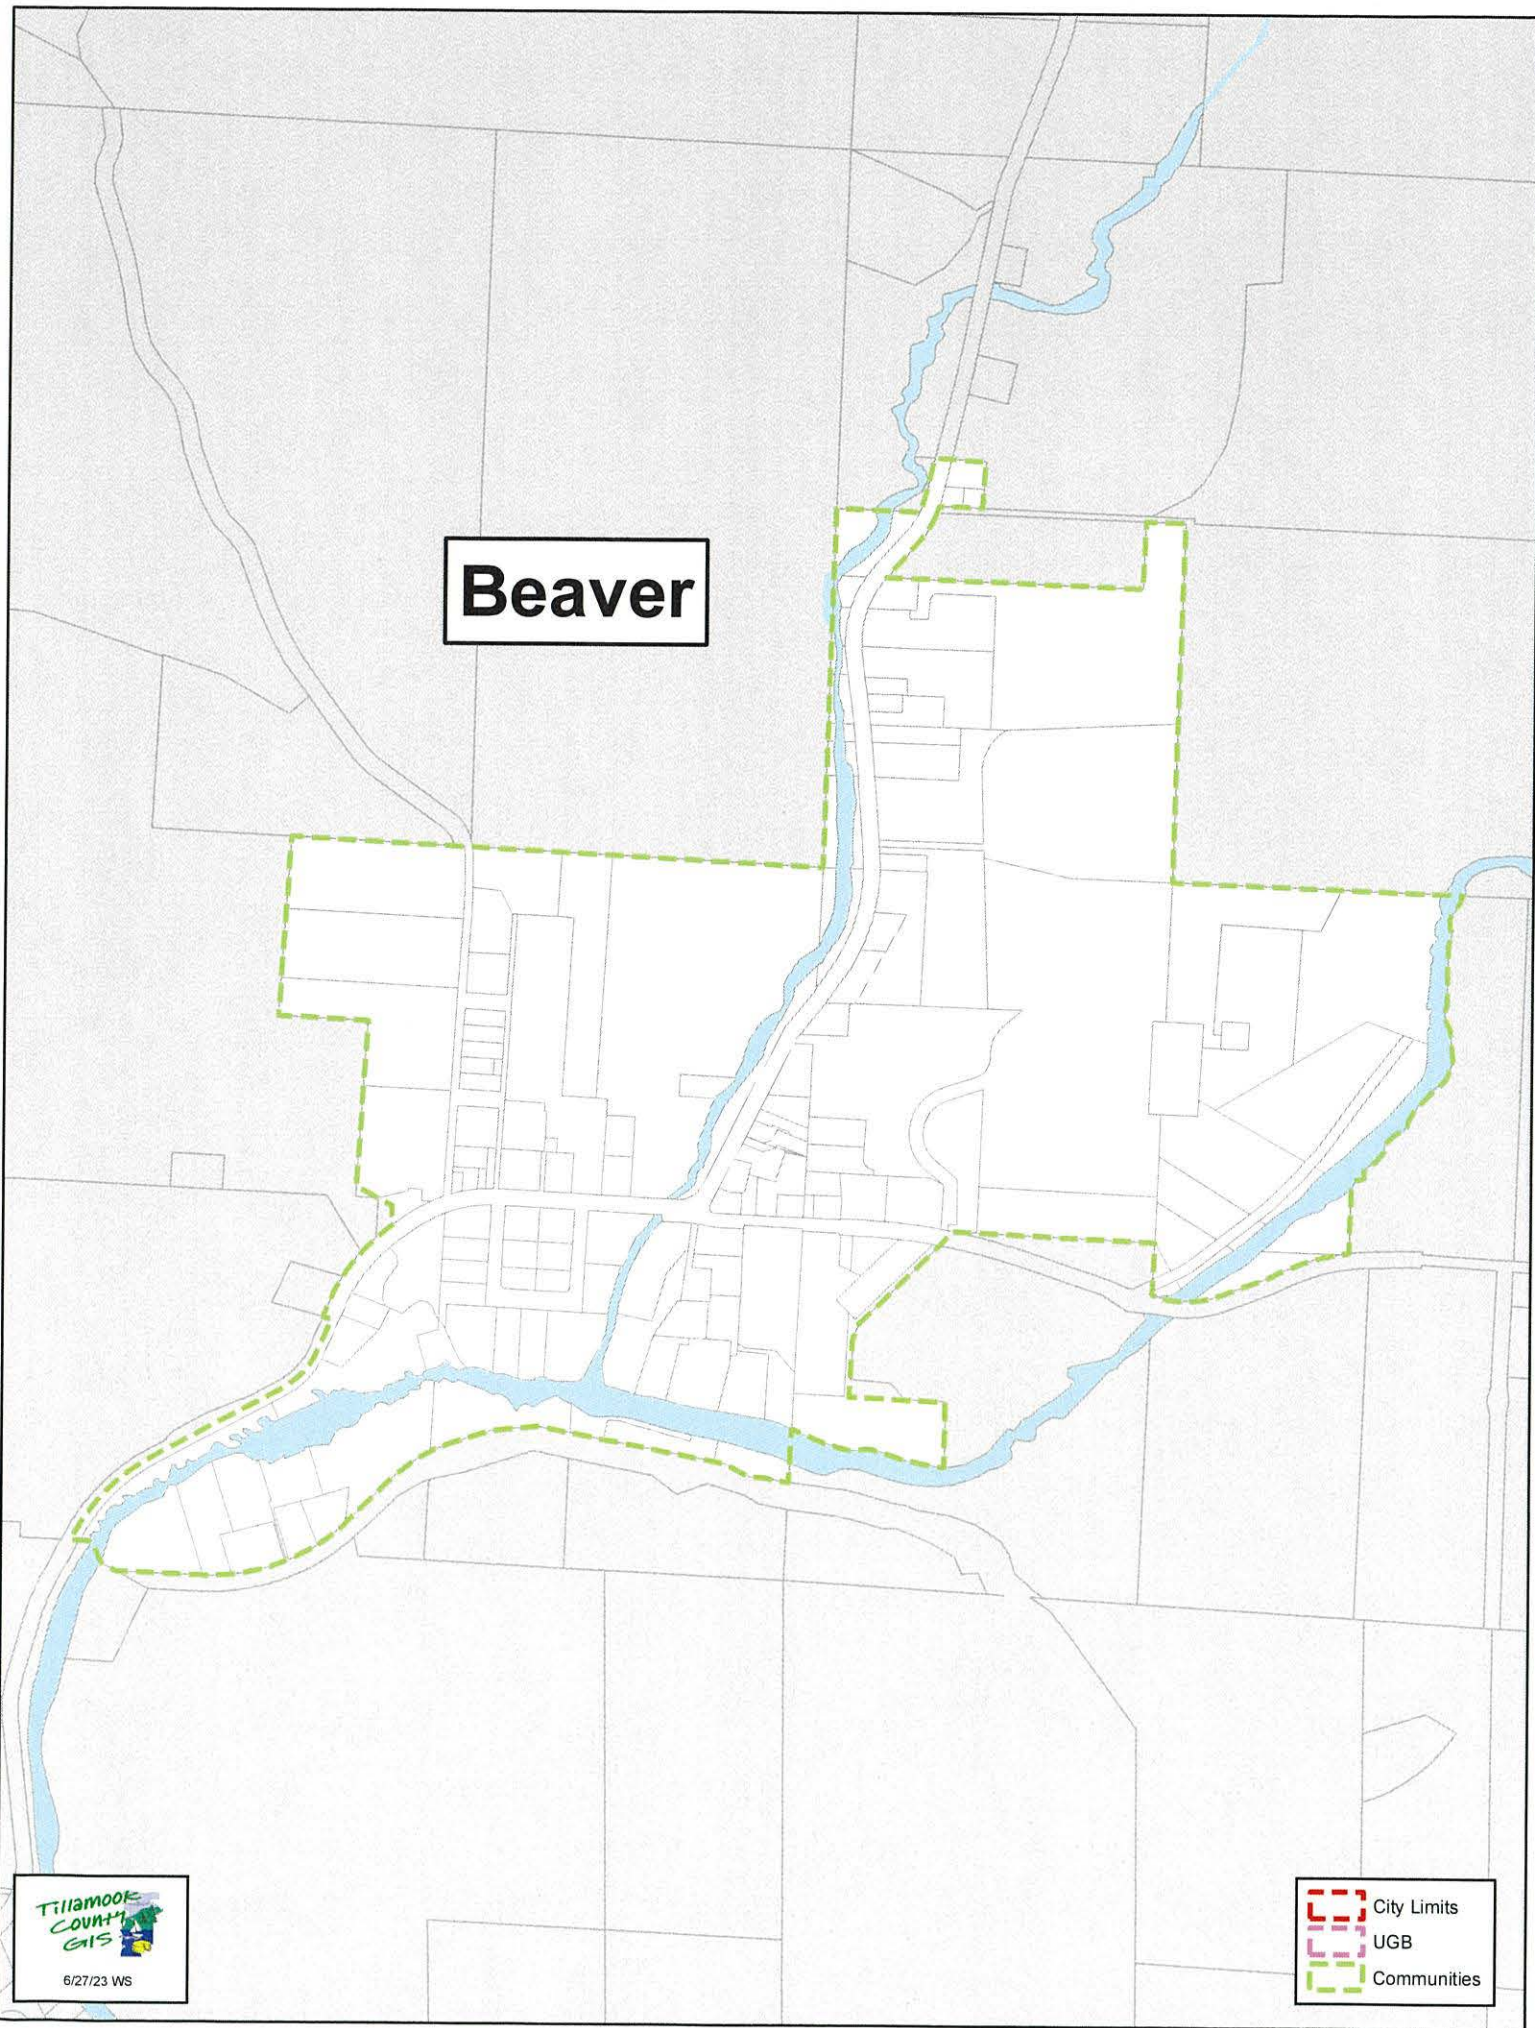 Beaver
Tillamook
County
GIS
6/27/23 WS
City Limits
UGB
Communities